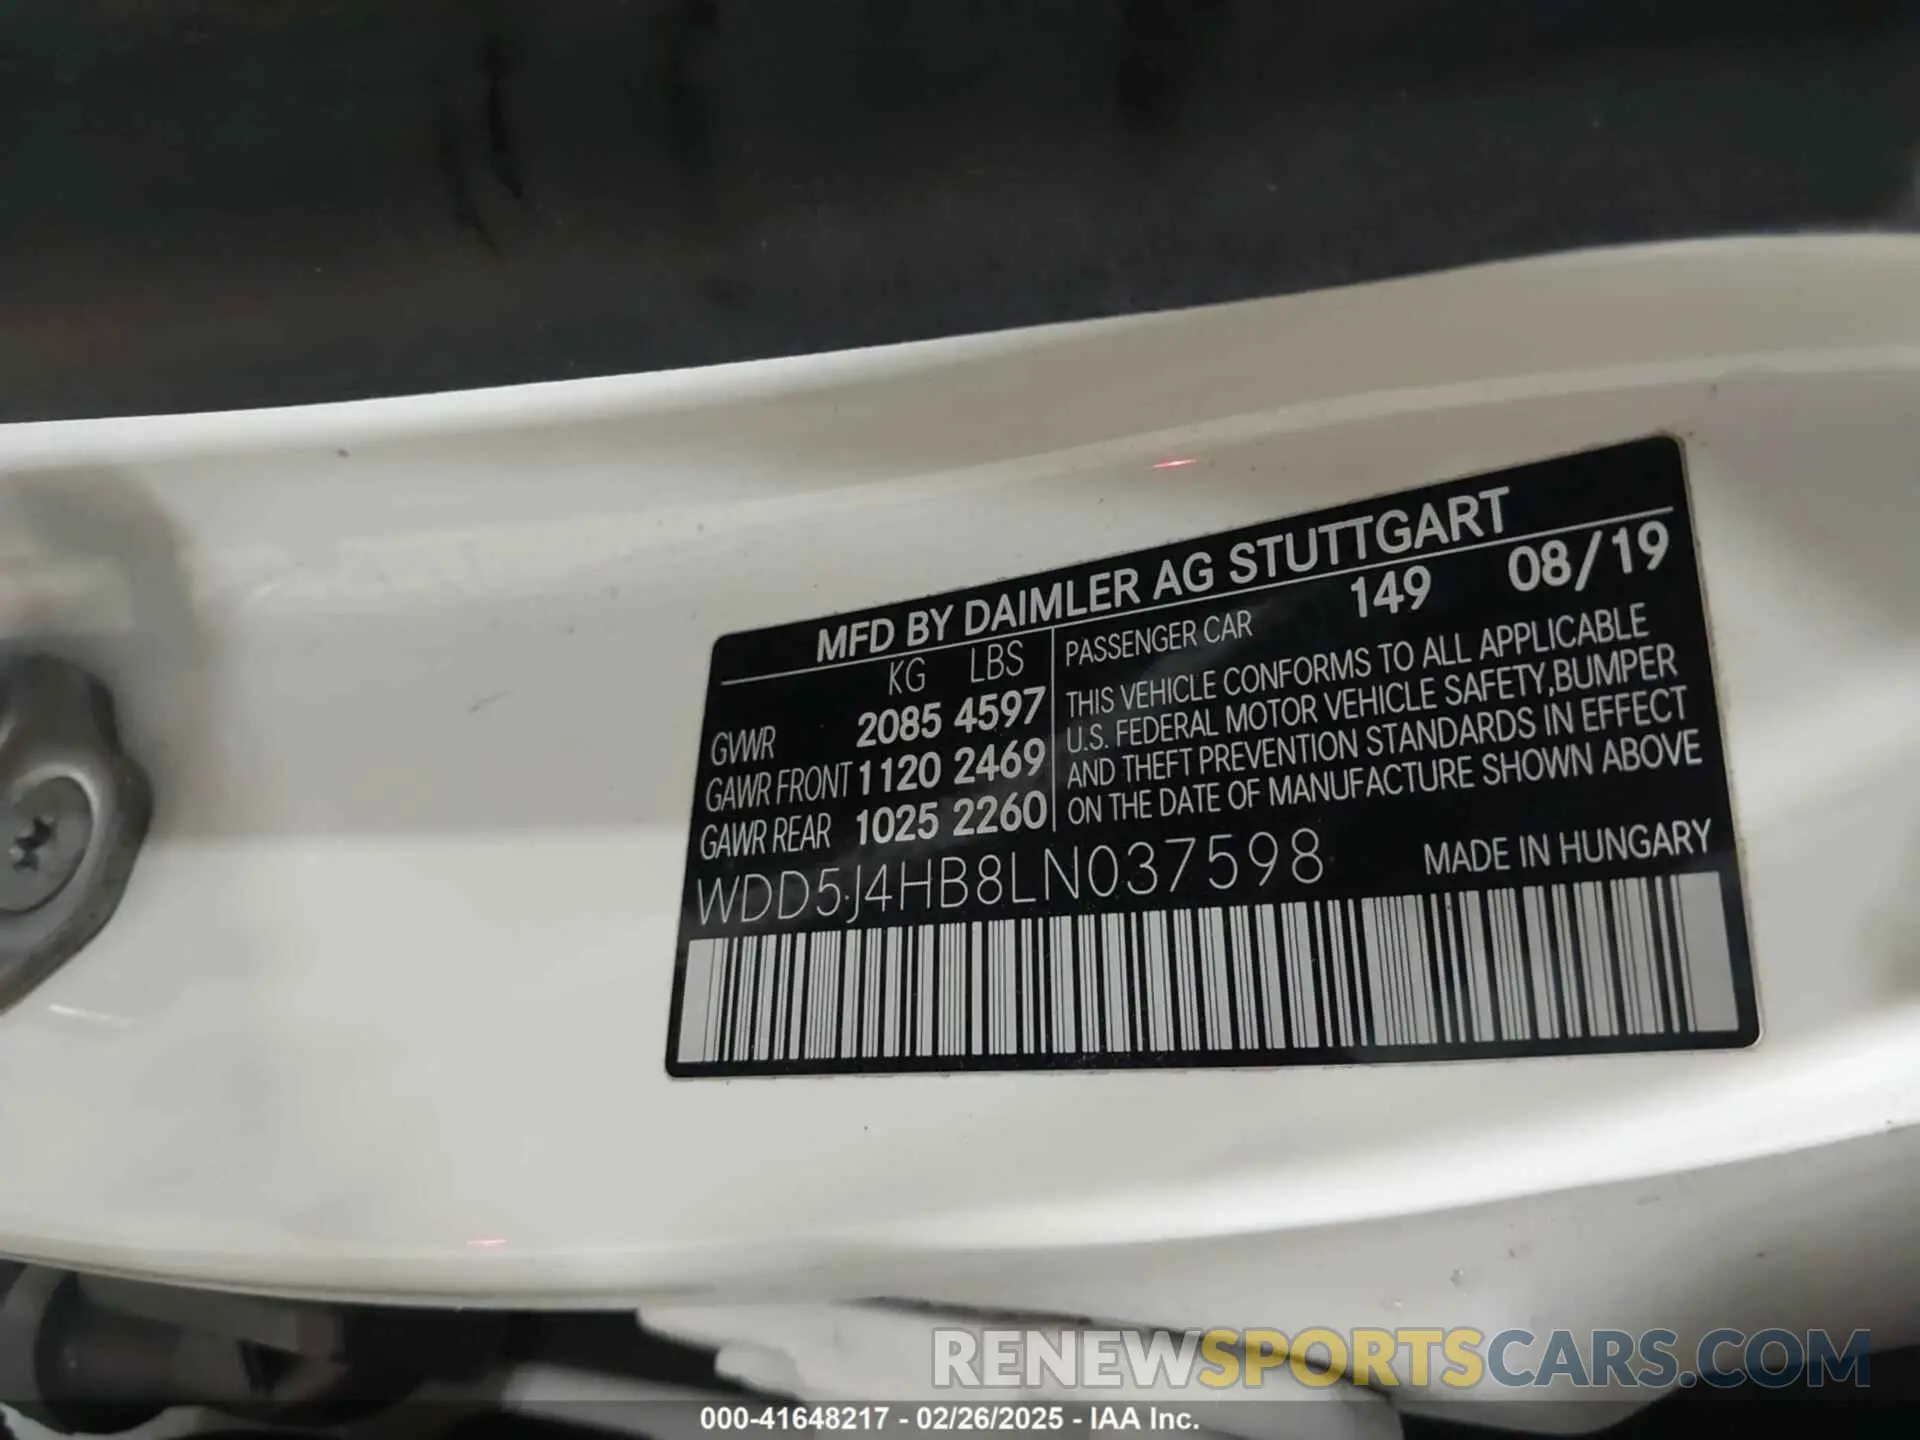 MFD BY DAIMLER AG STUTTGART
KG LBS
GVWR 2085 4597
GAWR FRONT 1120 2469
GAWR REAR 1025 2260
PASSENGER CAR 149 08/19
THIS VEHICLE CONFORMS TO ALL APPLICABLE
U.S. FEDERAL MOTOR VEHICLE SAFETY,BUMPER
AND THEFT PREVENTION STANDARDS IN EFFECT
ON THE DATE OF MANUFACTURE SHOWN ABOVE
WDD5J4HB8LN037598 MADE IN HUNGARY
RENEWSPORTSCARS.COM
000-41648217 - 02/26/2025 - IAA Inc.